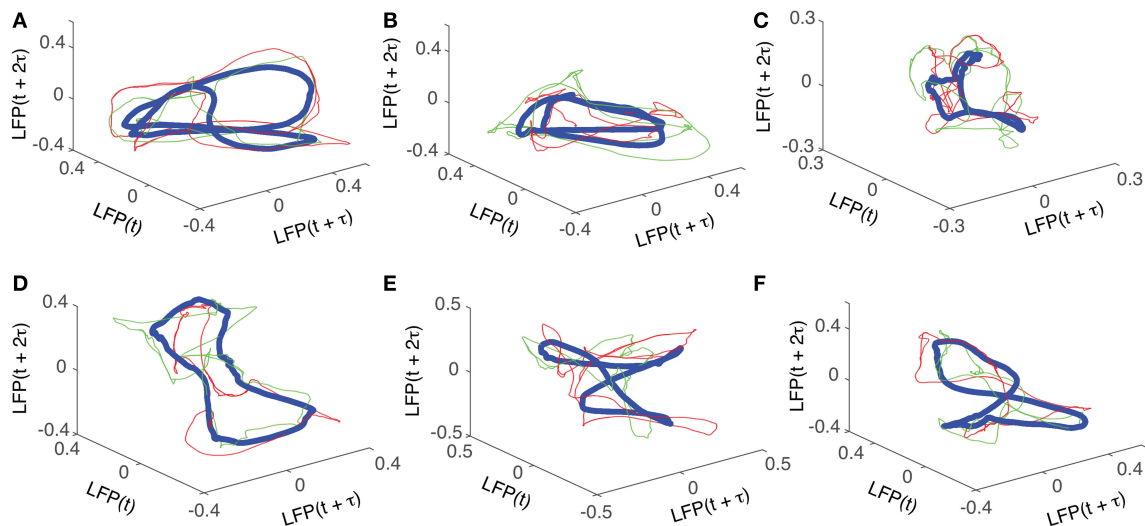 A
LFP(t + 2τ)
0.4
0
-0.4
0.4
0
-0.4
0
0.4
LFP(t)
LFP(t + τ)
B
LFP(t + 2τ)
0.4
0
-0.4
0.4
0
-0.4
0
0.4
LFP(t)
LFP(t + τ)
C
LFP(t + 2τ)
0.3
0
-0.3
0.3
0
-0.3
0
0.3
LFP(t)
LFP(t + τ)
D
LFP(t + 2τ)
0.4
0
-0.4
0.4
0
-0.4
0
0.4
LFP(t)
LFP(t + τ)
E
LFP(t + 2τ)
0.5
0
-0.5
0.5
0
-0.5
0
0.5
LFP(t)
LFP(t + τ)
F
LFP(t + 2τ)
0.4
0
-0.4
0.4
0
-0.4
0
0.4
LFP(t)
LFP(t + τ)